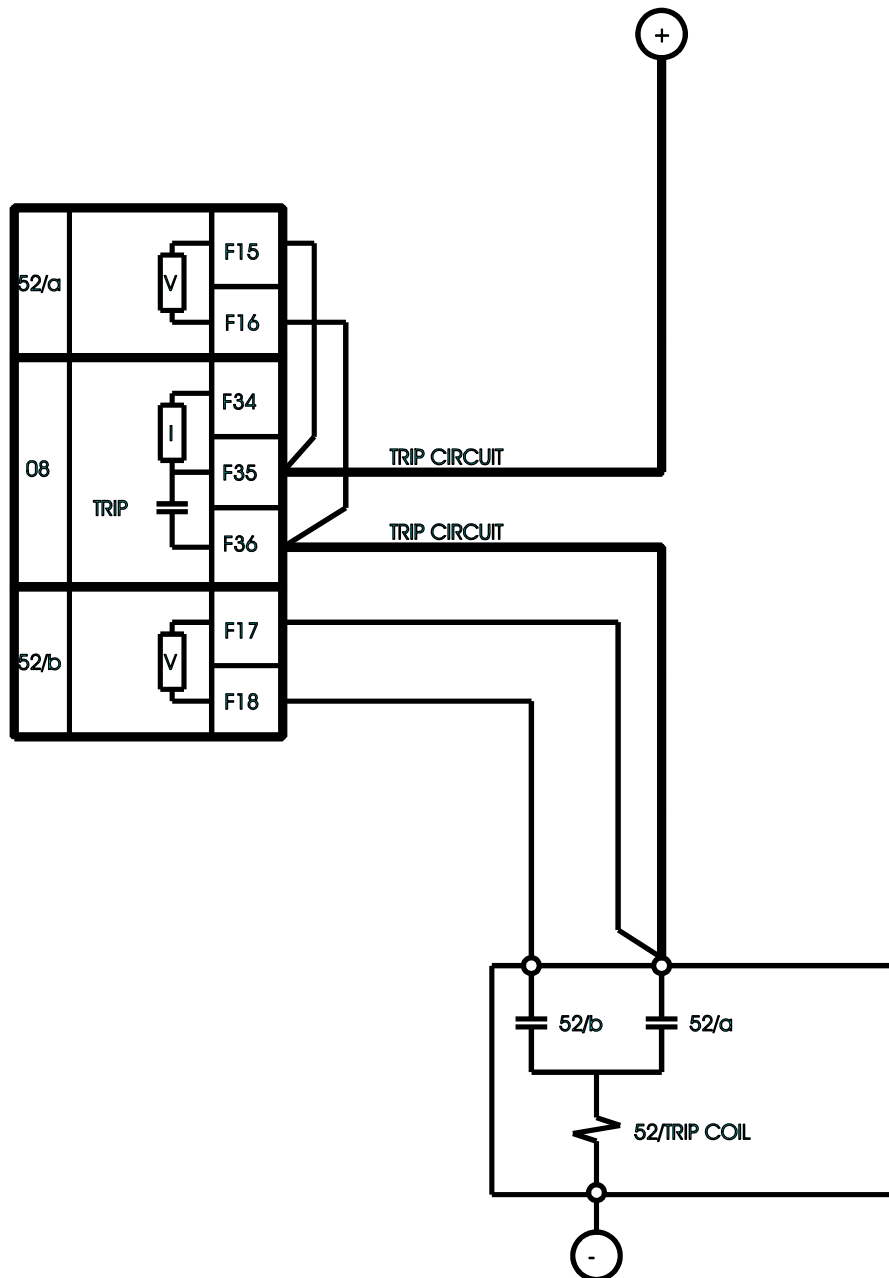 +
F15
52/a
V
F16
F34
I
TRIP CIRCUIT
08
F35
TRIP
TRIP CIRCUIT
F36
F17
52/b
V
F18
52/b
52/a
52/TRIP COIL
-